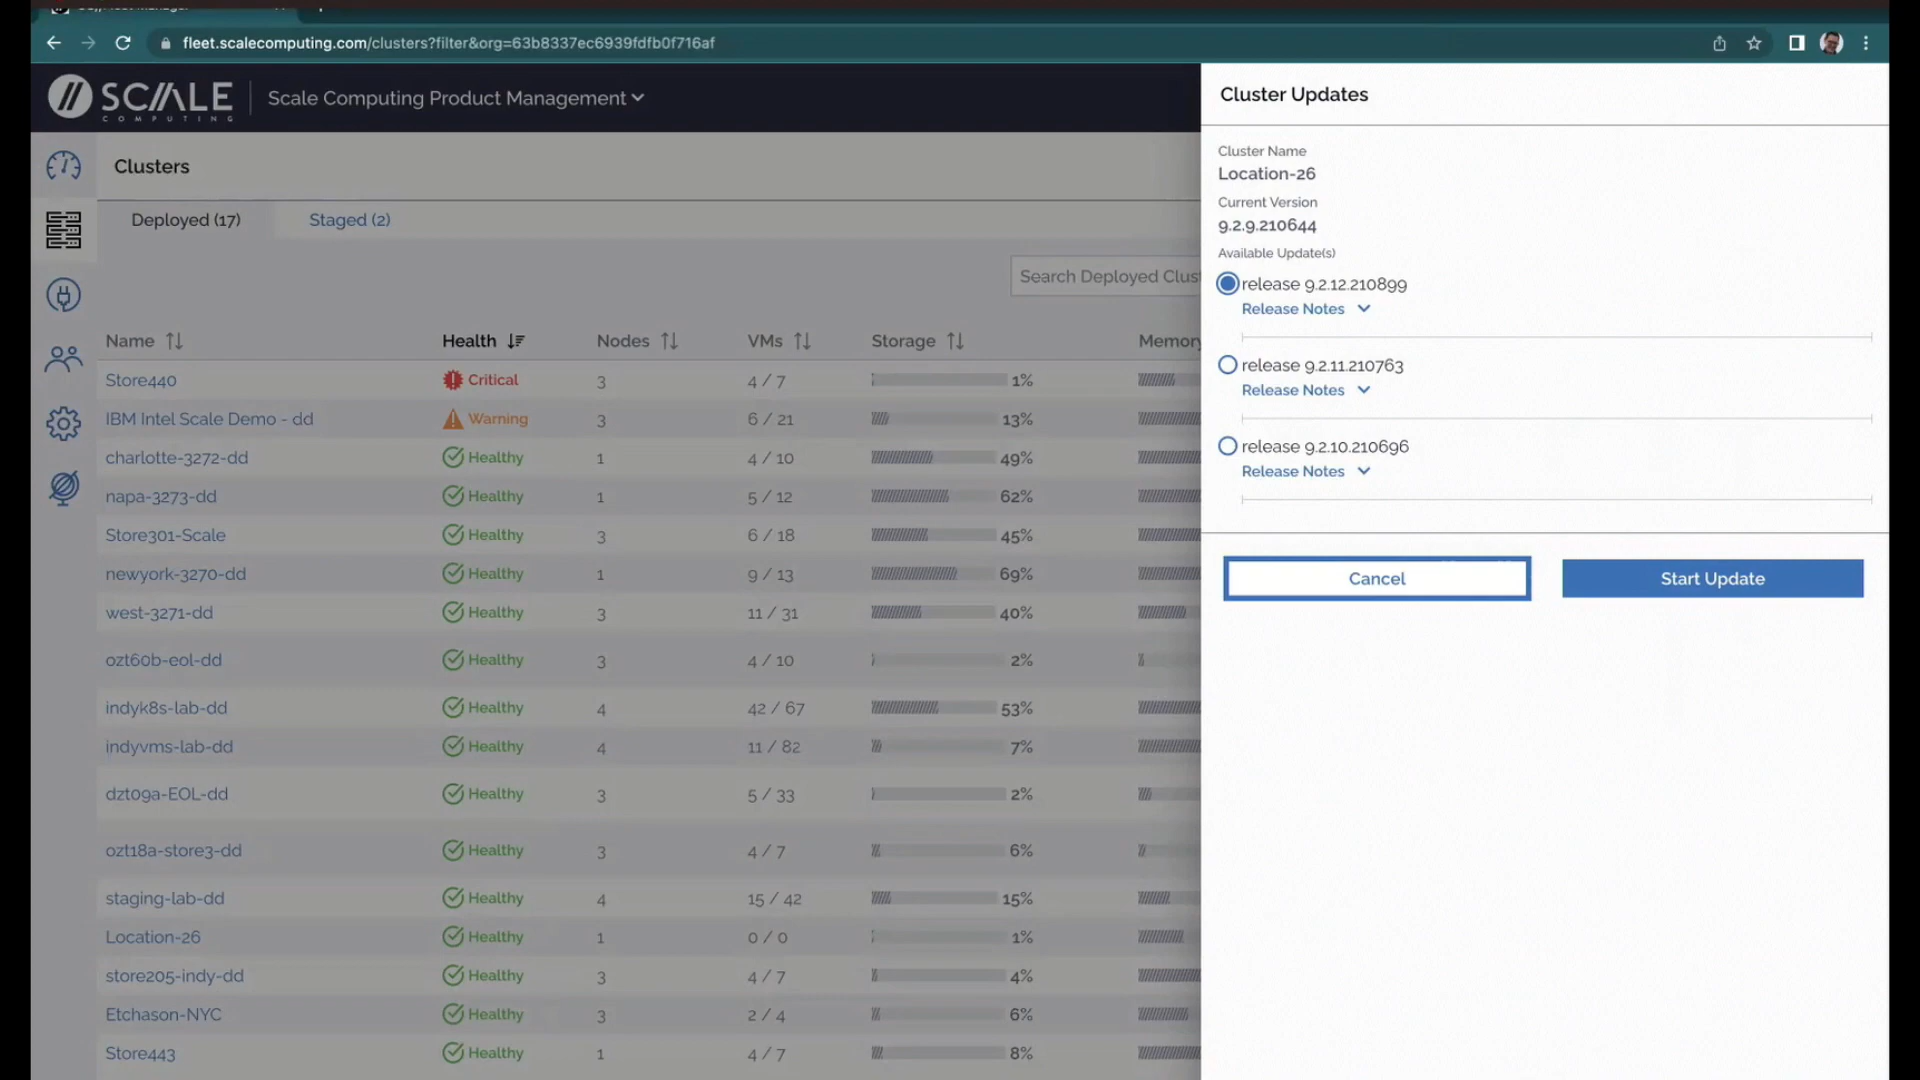 fleet.scalecomputing.com/clusters?filter&org=63b8337ec6939fdfb0f716af
SCALE
COMPUTING
Scale Computing Product Management
Clusters
Deployed (17) Staged (2)
Search Deployed Clus
Name Health Nodes VMs Storage Memory
Store440 Critical 3 4 / 7 1%
IBM Intel Scale Demo - dd Warning 3 6 / 21 13%
charlotte-3272-dd Healthy 1 4 / 10 49%
napa-3273-dd Healthy 1 5 / 12 62%
Store301-Scale Healthy 3 6 / 18 45%
newyork-3270-dd Healthy 1 9 / 13 69%
west-3271-dd Healthy 3 11 / 31 40%
ozt60b-eol-dd Healthy 3 4 / 10 2%
indyk8s-lab-dd Healthy 4 42 / 67 53%
indyvms-lab-dd Healthy 4 11 / 82 7%
dzt09a-EOL-dd Healthy 3 5 / 33 2%
ozt18a-store3-dd Healthy 3 4 / 7 6%
staging-lab-dd Healthy 4 15 / 42 15%
Location-26 Healthy 1 0 / 0 1%
store205-indy-dd Healthy 3 4 / 7 4%
Etchason-NYC Healthy 3 2 / 4 6%
Store443 Healthy 1 4 / 7 8%
Cluster Updates
Cluster Name
Location-26
Current Version
9.2.9.210644
Available Update(s)
release 9.2.12.210899
Release Notes
release 9.2.11.210763
Release Notes
release 9.2.10.210696
Release Notes
Cancel Start Update